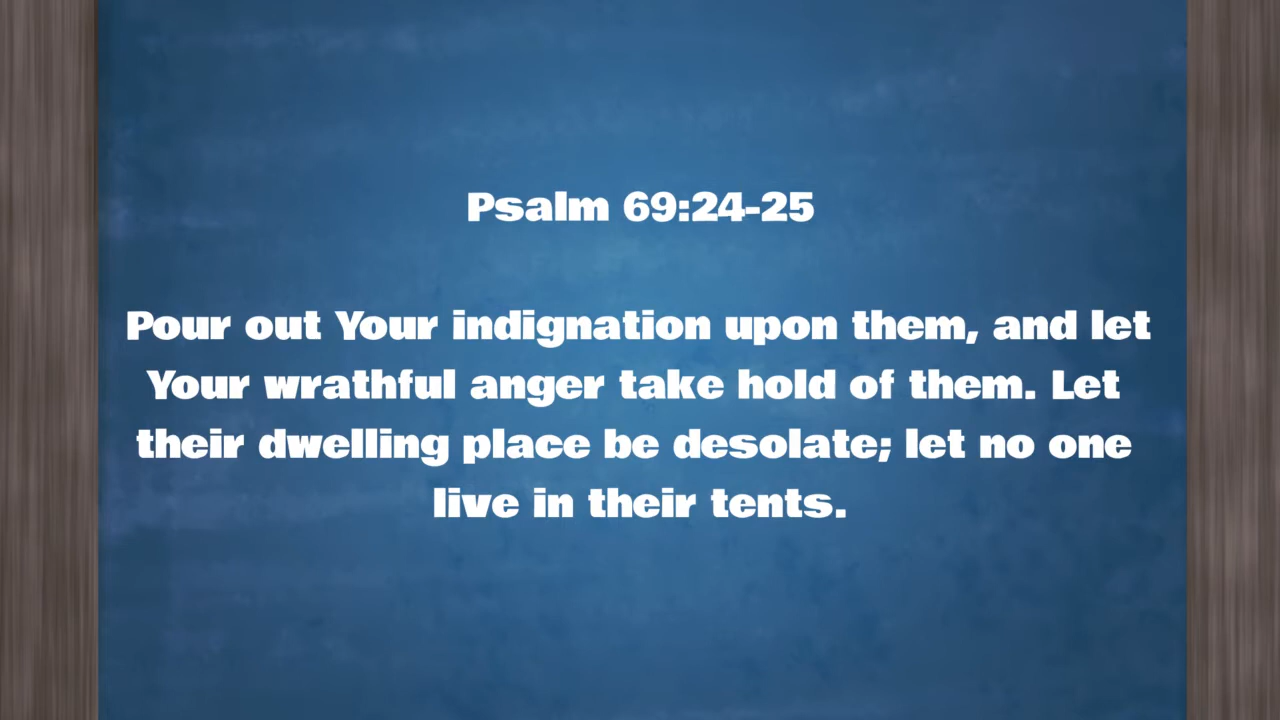 Psalm 69:24-25
Pour out Your indignation upon them, and let
Your wrathful anger take hold of them. Let
their dwelling place be desolate; let no one
live in their tents.